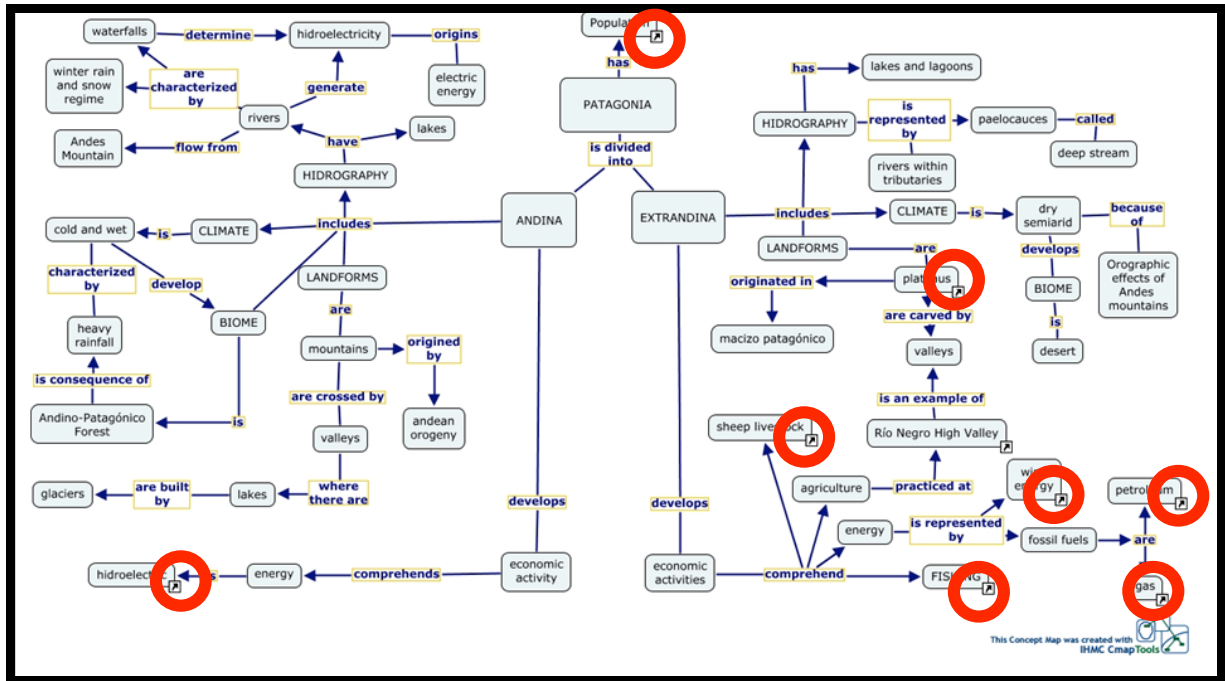 waterfalls
determine
hidroelectricity
origins
electric
energy
winter rain
and snow
regime
are
characterized
by
generate
rivers
Andes
Mountain
flow from
have
lakes
HIDROGRAPHY
Population
has
PATAGONIA
is divided
into
ANDINA
EXTRANDINA
has
lakes and lagoons
HIDROGRAPHY
is
represented
by
paelocauces
called
deep stream
rivers within
tributaries
includes
CLIMATE
is
dry
semiarid
because
of
Orographic
effects of
Andes
mountains
develops
BIOME
is
desert
LANDFORMS
are
originated in
macizo patagónico
are carved by
valleys
is an example of
Río Negro High Valley
includes
CLIMATE
is
cold and wet
characterized
by
develop
heavy
rainfall
BIOME
is consequence of
Andino-Patagónico
Forest
is
LANDFORMS
are
mountains
origined
by
andean
orogeny
are crossed by
valleys
where
there are
lakes
are built
by
glaciers
develops
economic
activity
comprehends
energy
is
hidroelectric
develops
economic
activities
comprehend
sheep livestock
agriculture
practiced at
energy
is represented
by
wind
energy
fossil fuels
are
petroleum
gas
FISHING
This Concept Map was created with
IHMC CmapTools